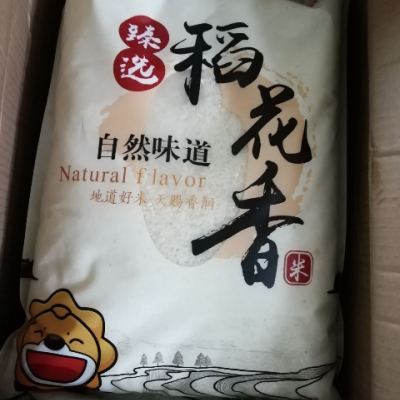 臻选
稻花香
米
自然味道
Natural flavor
地道好米 天赐香润